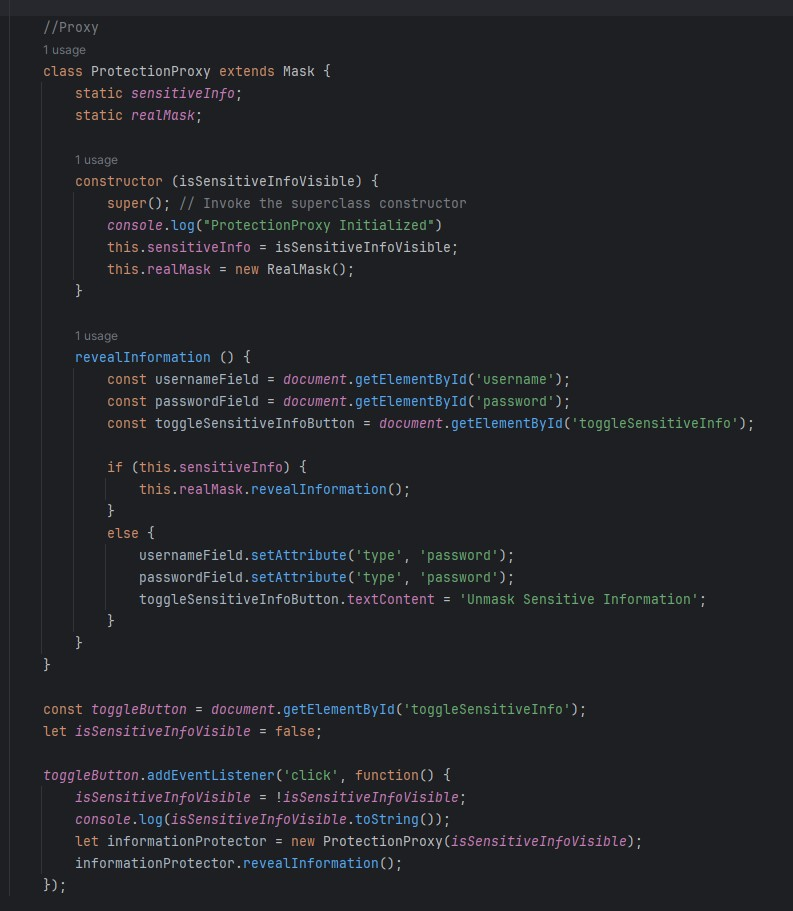 //Proxy
1 usage
class ProtectionProxy extends Mask {
static sensitiveInfo;
static realMask;
1 usage
constructor (isSensitiveInfoVisible) {
super(); // Invoke the superclass constructor
console.log("ProtectionProxy Initialized")
this.sensitiveInfo = isSensitiveInfoVisible;
this.realMask = new RealMask();
}
1 usage
revealInformation () {
const usernameField = document.getElementById('username');
const passwordField = document.getElementById('password');
const toggleSensitiveInfoButton = document.getElementById('toggleSensitiveInfo');
if (this.sensitiveInfo) {
this.realMask.revealInformation();
}
else {
usernameField.setAttribute('type', 'password');
passwordField.setAttribute('type', 'password');
toggleSensitiveInfoButton.textContent = 'Unmask Sensitive Information';
}
}
}
const toggleButton = document.getElementById('toggleSensitiveInfo');
let isSensitiveInfoVisible = false;
toggleButton.addEventListener('click', function() {
isSensitiveInfoVisible = !isSensitiveInfoVisible;
console.log(isSensitiveInfoVisible.toString());
let informationProtector = new ProtectionProxy(isSensitiveInfoVisible);
informationProtector.revealInformation();
});